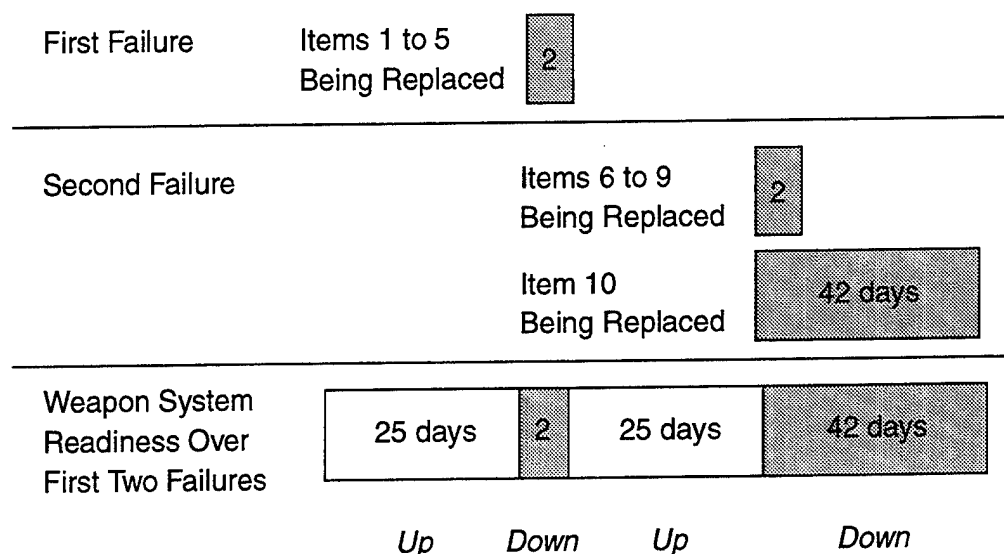 First Failure
Items 1 to 5
Being Replaced
2
Second Failure
Items 6 to 9
Being Replaced
2
Item 10
Being Replaced
42 days
Weapon System
Readiness Over
First Two Failures
25 days
2
25 days
42 days
Up
Down
Up
Down